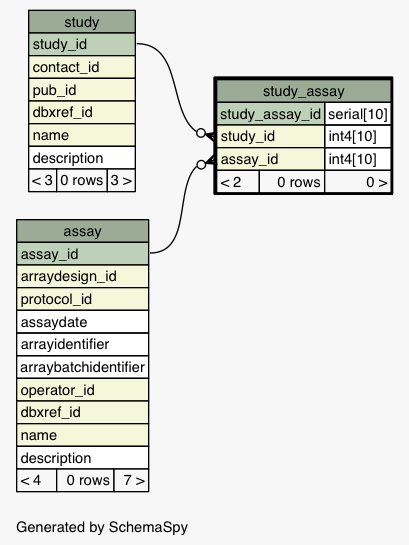 study
study_id
contact_id
pub_id
dbxref_id
name
description
< 3 0 rows 3 >
study_assay
study_assay_id serial[10]
study_id int4[10]
assay_id int4[10]
< 2 0 rows 0 >
assay
assay_id
arraydesign_id
protocol_id
assaydate
arrayidentifier
arraybatchidentifier
operator_id
dbxref_id
name
description
< 4 0 rows 7 >
Generated by SchemaSpy